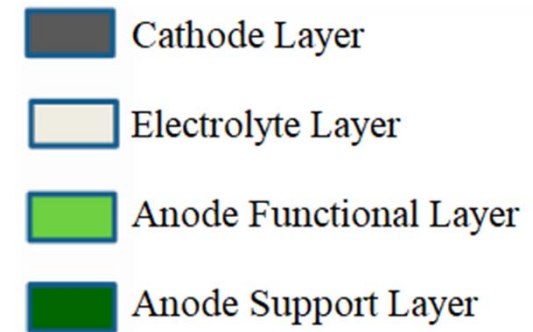 Cathode Layer
Electrolyte Layer
Anode Functional Layer
Anode Support Layer